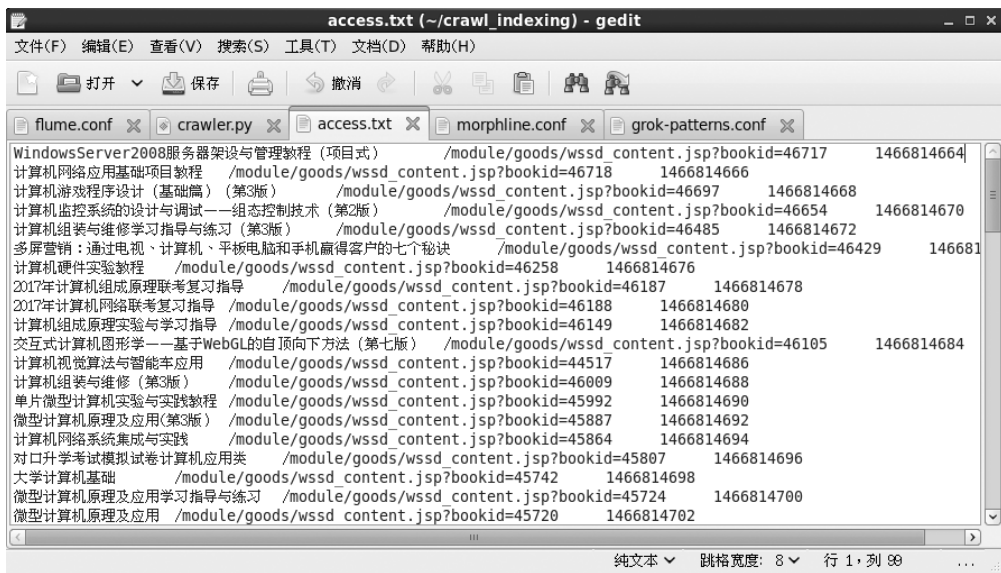 access.txt (~/crawl_indexing) - gedit
文件(F) 编辑(E) 查看(V) 搜索(S) 工具(T) 文档(D) 帮助(H)
打开 保存 撤消
flume.conf crawler.py access.txt morphline.conf grok-patterns.conf
WindowsServer2008服务器架设与管理教程（项目式） /module/goods/wssd_content.jsp?bookid=46717 1466814664
计算机网络应用基础项目教程 /module/goods/wssd_content.jsp?bookid=46718 1466814666
计算机游戏程序设计（基础篇）（第3版） /module/goods/wssd_content.jsp?bookid=46697 1466814668
计算机监控系统的设计与调试——组态控制技术（第2版） /module/goods/wssd_content.jsp?bookid=46654 1466814670
计算机组装与维修学习指导与练习（第3版） /module/goods/wssd_content.jsp?bookid=46485 1466814672
多屏营销：通过电视、计算机、平板电脑和手机赢得客户的七个秘诀 /module/goods/wssd_content.jsp?bookid=46429 146681
计算机硬件实验教程 /module/goods/wssd_content.jsp?bookid=46258 1466814676
2017年计算机组成原理联考复习指导 /module/goods/wssd_content.jsp?bookid=46187 1466814678
2017年计算机网络联考复习指导 /module/goods/wssd_content.jsp?bookid=46188 1466814680
计算机组成原理实验与学习指导 /module/goods/wssd_content.jsp?bookid=46149 1466814682
交互式计算机图形学——基于WebGL的自顶向下方法（第七版） /module/goods/wssd_content.jsp?bookid=46105 1466814684
计算机视觉算法与智能车应用 /module/goods/wssd_content.jsp?bookid=44517 1466814686
计算机组装与维修（第3版） /module/goods/wssd_content.jsp?bookid=46009 1466814688
单片微型计算机实验与实践教程 /module/goods/wssd_content.jsp?bookid=45992 1466814690
微型计算机原理及应用(第3版） /module/goods/wssd_content.jsp?bookid=45887 1466814692
计算机网络系统集成与实践 /module/goods/wssd_content.jsp?bookid=45864 1466814694
对口升学考试模拟试卷计算机应用类 /module/goods/wssd_content.jsp?bookid=45807 1466814696
大学计算机基础 /module/goods/wssd_content.jsp?bookid=45742 1466814698
微型计算机原理及应用学习指导与练习 /module/goods/wssd_content.jsp?bookid=45724 1466814700
微型计算机原理及应用 /module/goods/wssd_content.jsp?bookid=45720 1466814702
纯文本 跳格宽度: 8 行 1，列 99 ...